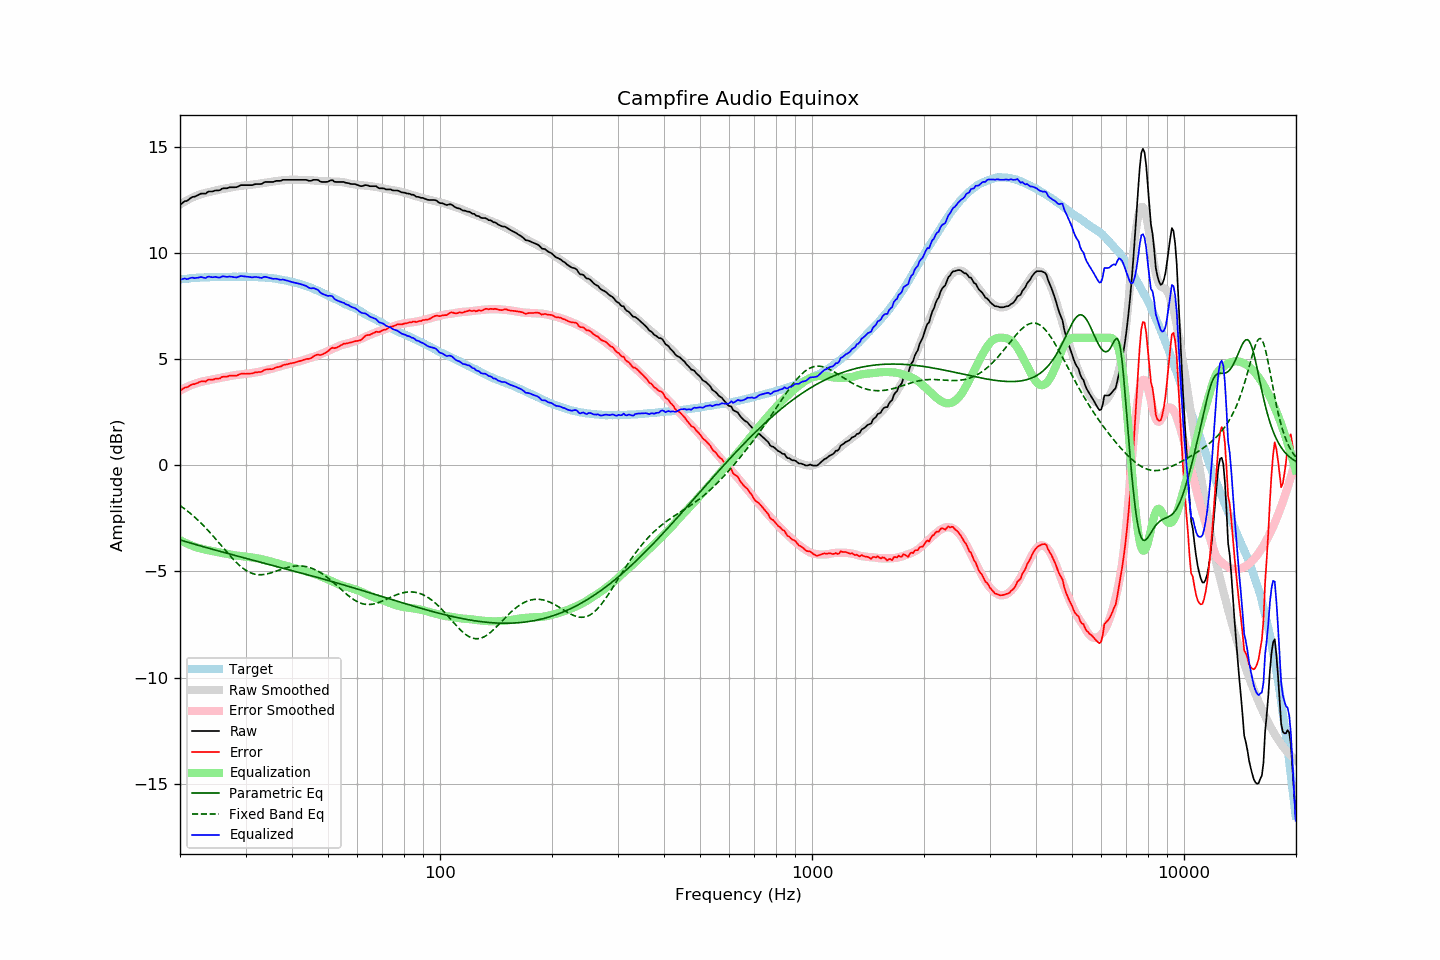 Campfire Audio Equinox
Amplitude (dBr)
15
10
5
0
−5
−10
−15
Target
Raw Smoothed
Error Smoothed
Raw
Error
Equalization
Parametric Eq
Fixed Band Eq
Equalized
100
1000
10000
Frequency (Hz)